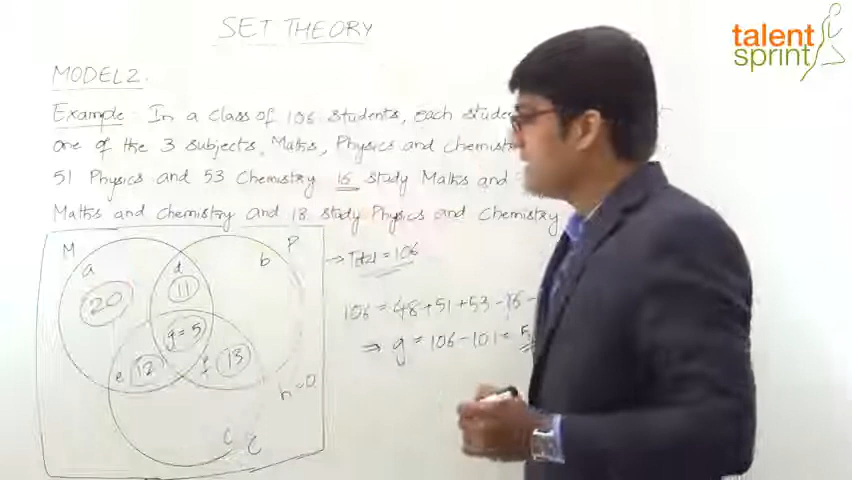 SET THEORY
talent
sprint
MODEL 2.
Example: In a class of 106 students, each
one of the 3 subjects, Maths, Physics and
51 Physics and 53 Chemistry 16 study Maths and
Maths and chemistry and 18 study Physics and chemistry
M
P
a
d
b
→ Total = 106
20
11
106 = 48 + 51 + 53 - 16 -
g = 5
⇒ g = 106 - 101 = 5
e
12
f
13
h = 0
C